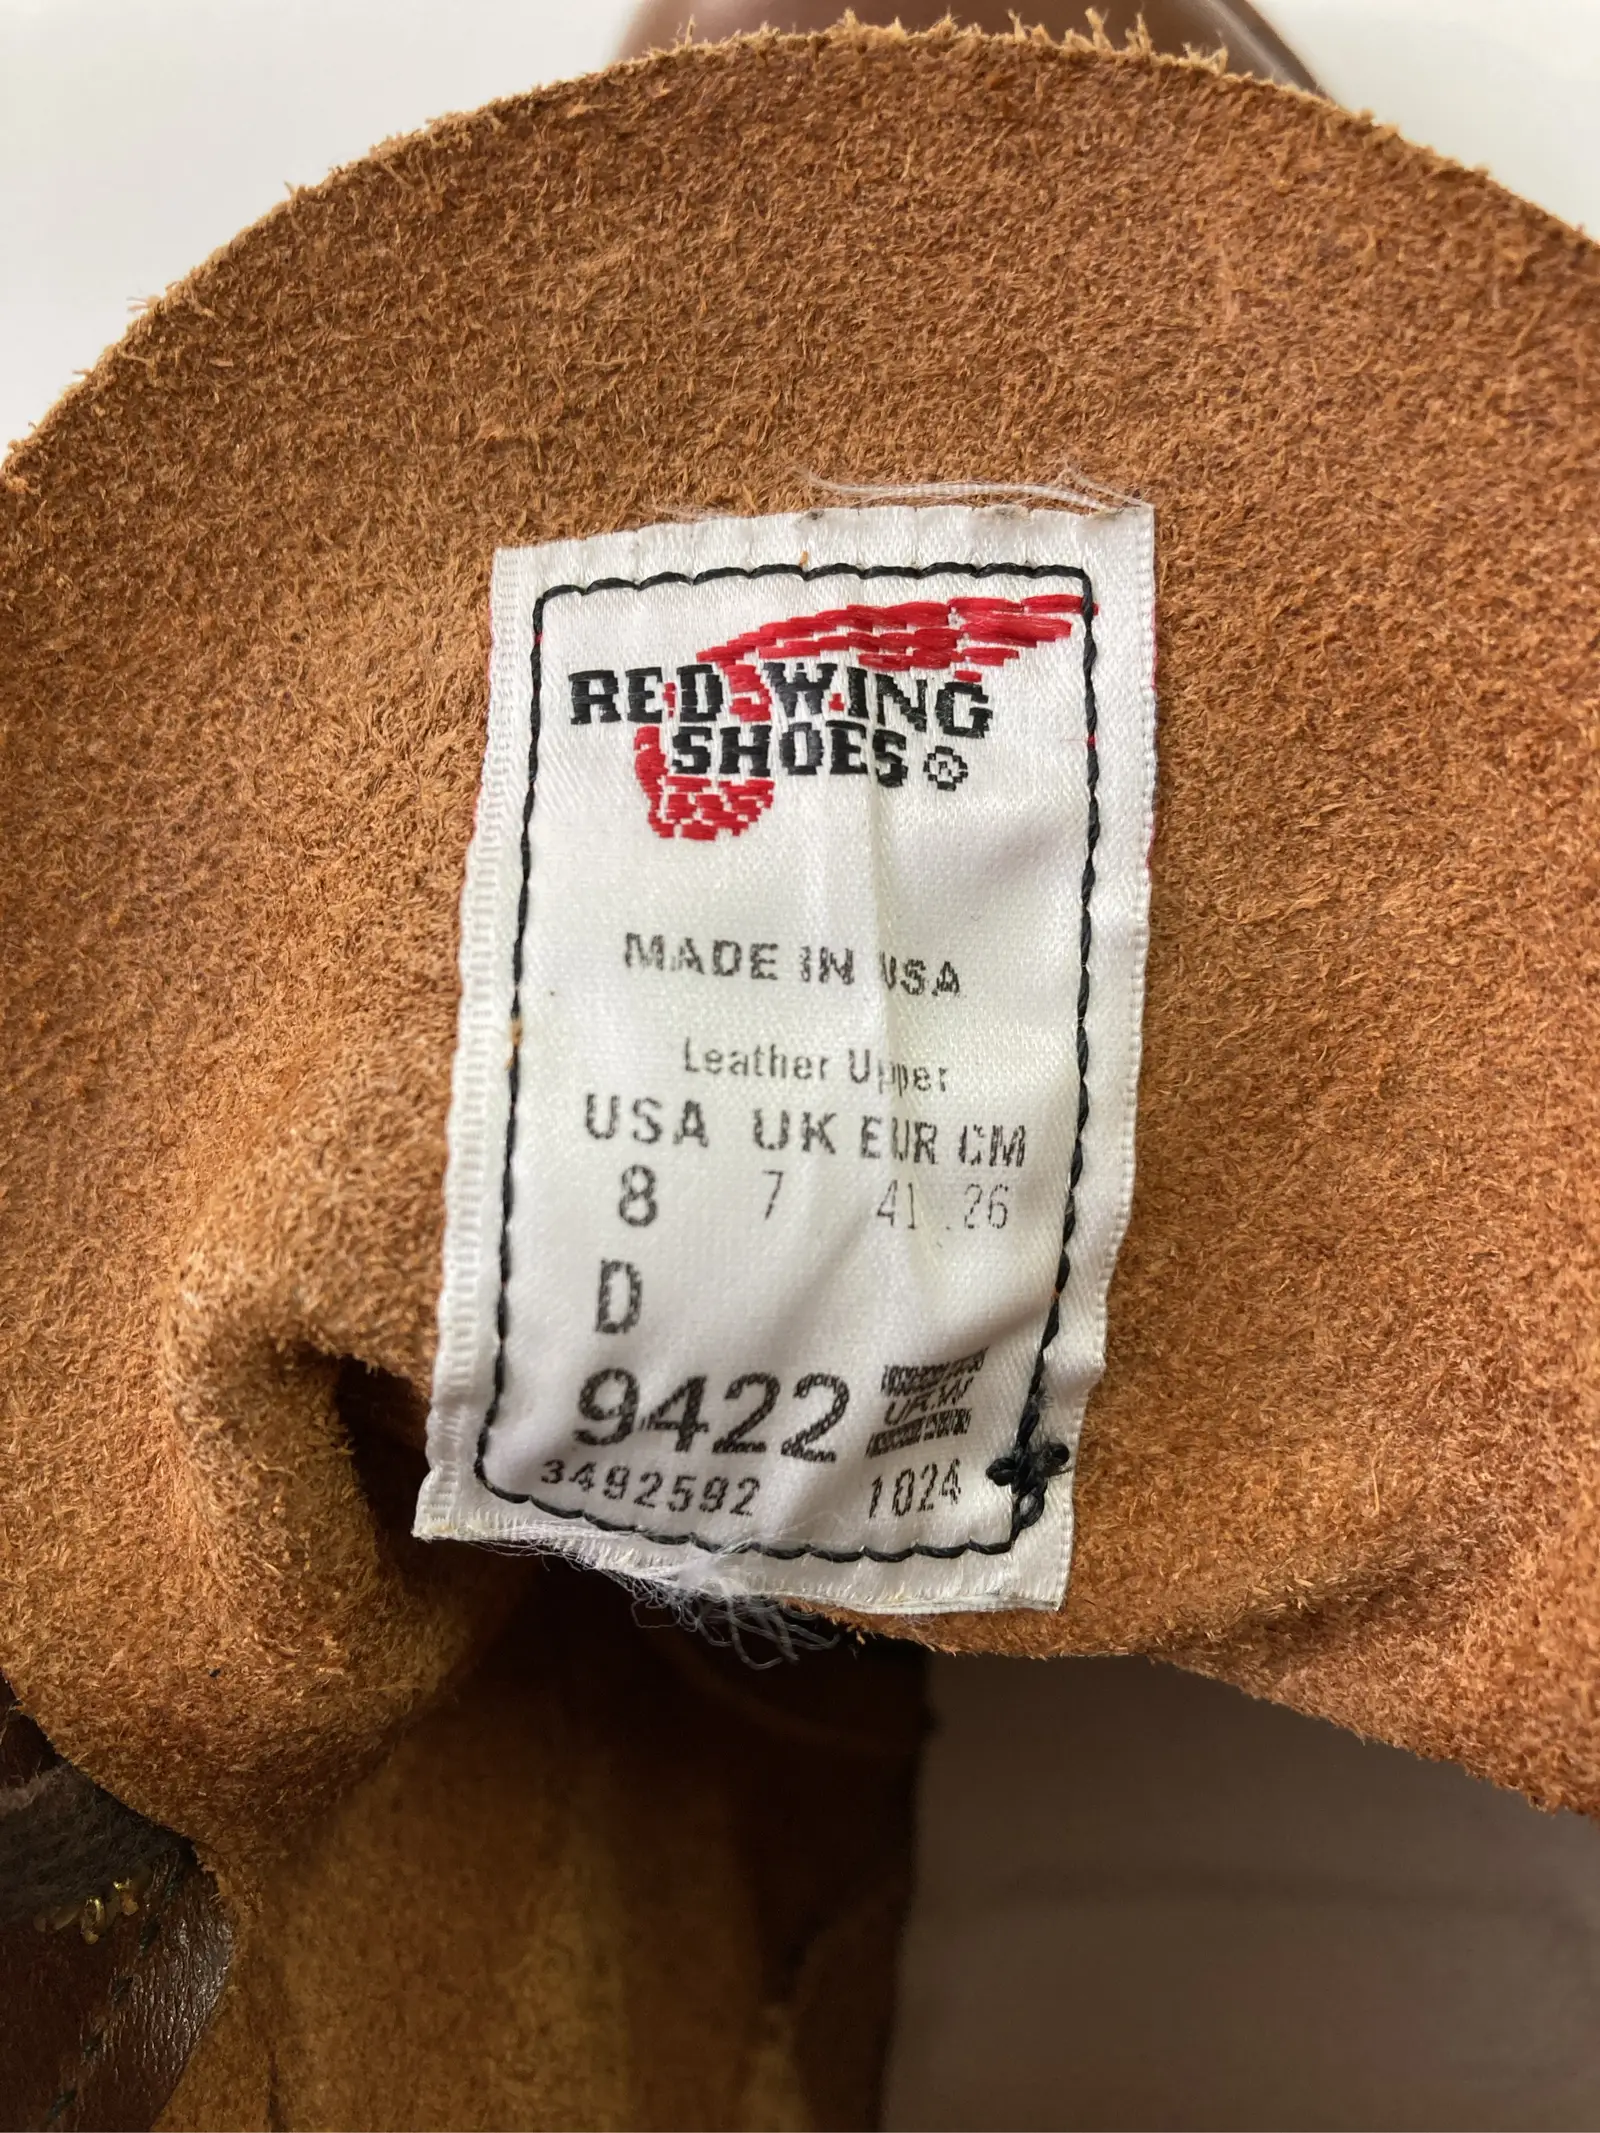 RED WING
SHOES®
MADE IN USA
Leather Upper
USA UK EUR CM
8 7 41 26
D
9422
3492592 1024